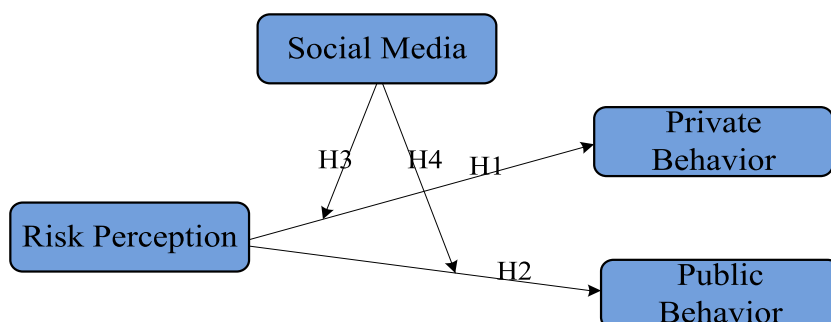 Social Media
Private
Behavior
H3
H4
H1
Risk Perception
H2
Public
Behavior